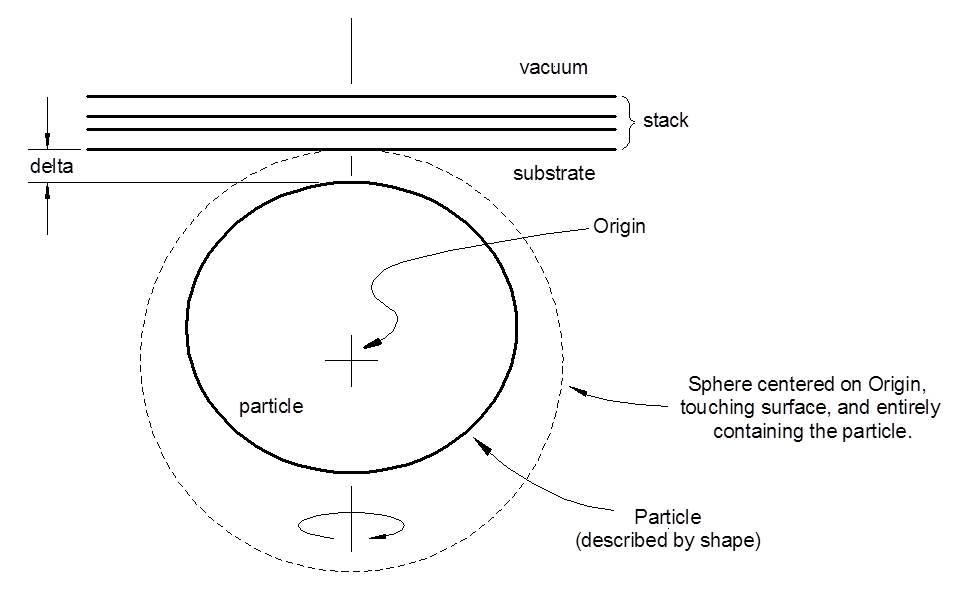 vacuum
stack
delta
substrate
Origin
Sphere centered on Origin,
touching surface, and entirely
containing the particle.
particle
Particle
(described by shape)